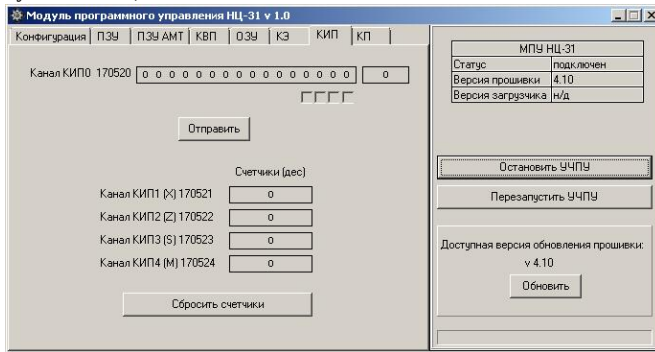 Модуль программного управления НЦ-31 v 1.0
Конфигурация ПЗУ ПЗУ АМТ КВП ОЗУ КЭ КИП КП
Канал КИП0 170520 0 0 0 0 0 0 0 0 0 0 0 0 0 0 0 0 0
Отправить
Счетчики (дес)
Канал КИП1 (X) 170521 0
Канал КИП2 (Z) 170522 0
Канал КИП3 (S) 170523 0
Канал КИП4 (M) 170524 0
Сбросить счетчики
МПУ НЦ-31
Статус подключен
Версия прошивки 4.10
Версия загрузчика н/д
Остановить УЧПУ
Перезапустить УЧПУ
Доступная версия обновления прошивки:
v 4.10
Обновить